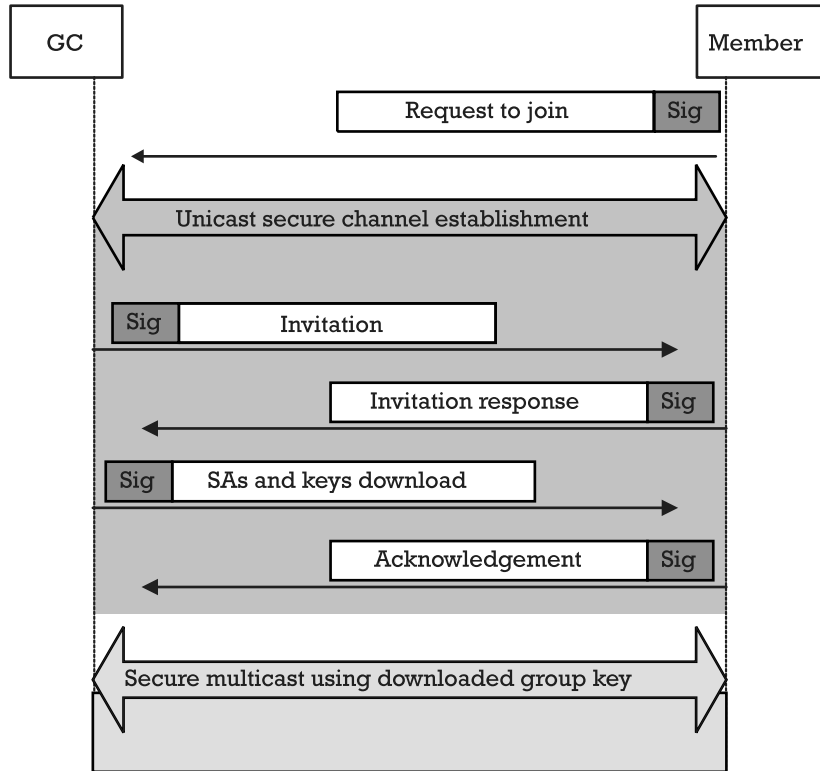 GC
Member
Request to join
Sig
Unicast secure channel establishment
Sig
Invitation
Invitation response
Sig
Sig
SAs and keys download
Acknowledgement
Sig
Secure multicast using downloaded group key